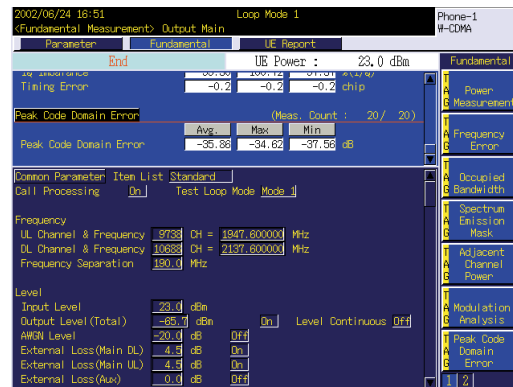 2002/06/24 16:51 Loop Mode 1 Phone-1
<Fundamental Measurement> Output Main W-CDMA
Parameter Fundamental UE Report
End UE Power : 23.0 dBm Fundamental
Timing Error -0.2 -0.2 -0.2 chip
Peak Code Domain Error (Meas. Count : 20/ 20)
Avg. Max Min
Peak Code Domain Error -35.86 -34.62 -37.56 dB
Common Parameter Item List Standard
Call Processing On Test Loop Mode Mode 1
Frequency
UL Channel & Frequency 9738 CH = 1947.600000 MHz
DL Channel & Frequency 10688 CH = 2137.600000 MHz
Frequency Separation 190.0 MHz
Level
Input Level 23.0 dBm
Output Level(Total) -65.7 dBm On Level Continuous Off
AWGN Level -20.0 dB Off
External Loss(Main DL) 4.5 dB On
External Loss(Main UL) 4.5 dB On
External Loss(Aux) 0.0 dB Off
TAG Power Measurement
TAG Frequency Error
TAG Occupied Bandwidth
TAG Spectrum Emission Mask
TAG Adjacent Channel Power
TAG Modulation Analysis
TAG Peak Code Domain Error
1 2